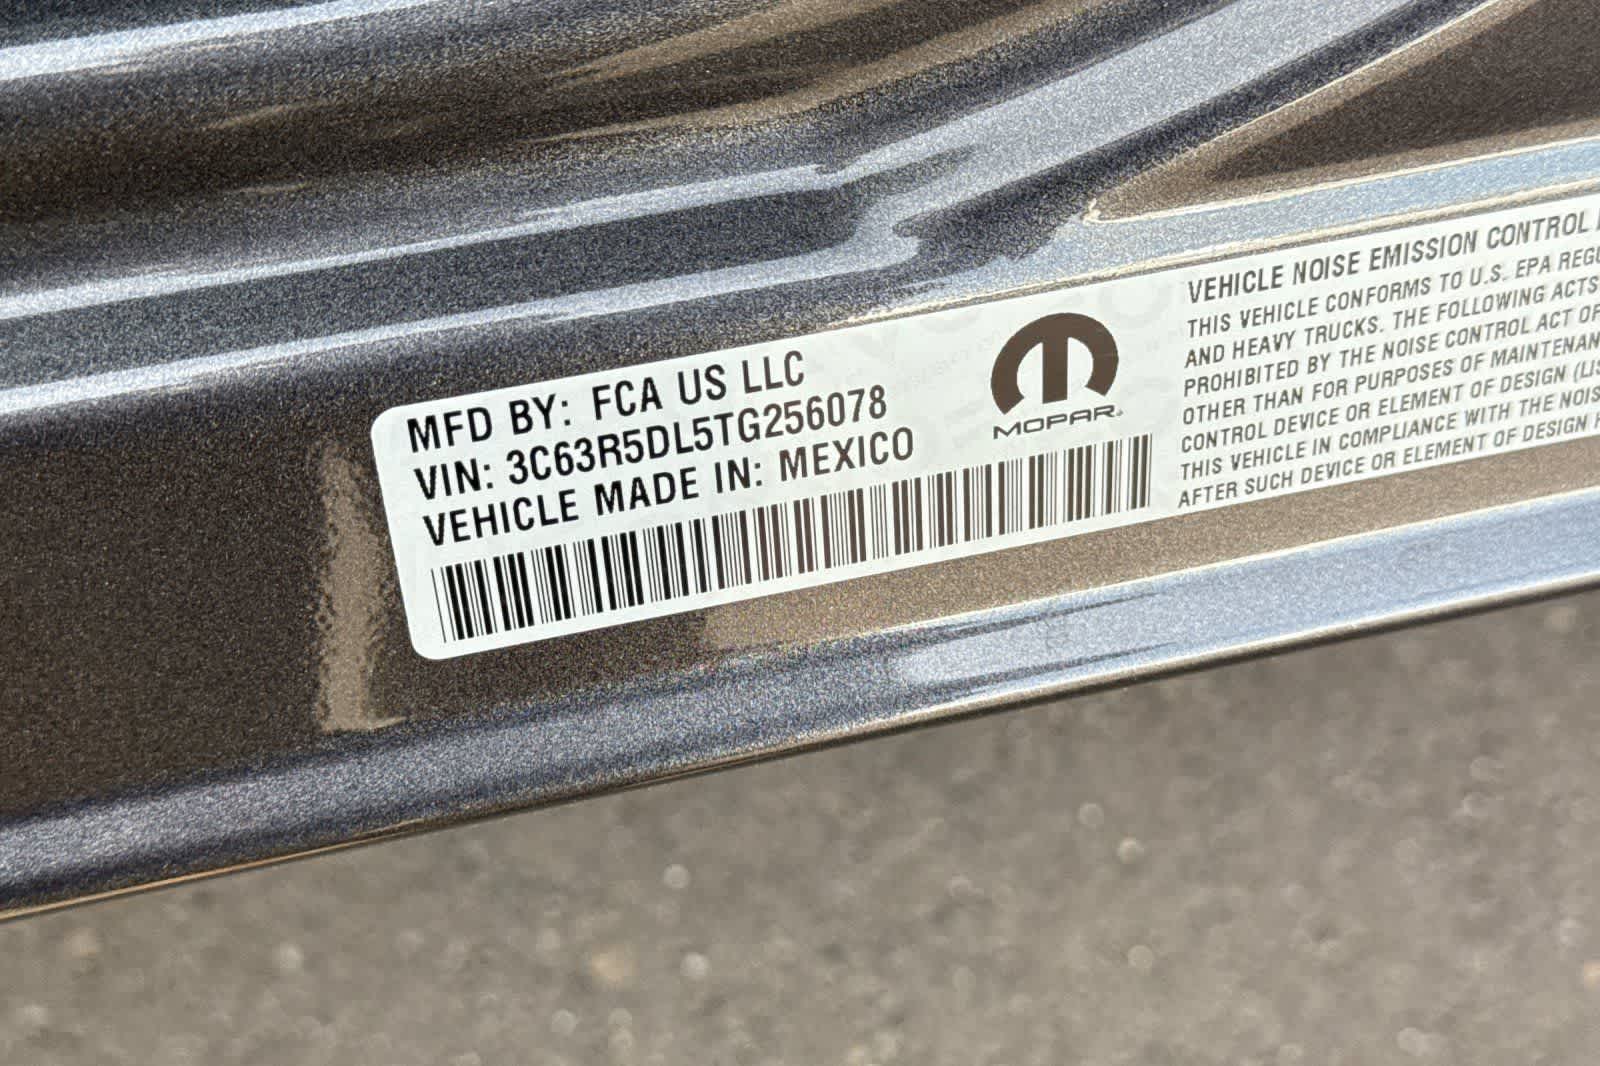 MFD BY: FCA US LLC
VIN: 3C63R5DL5TG256078
VEHICLE MADE IN: MEXICO
MOPAR®
VEHICLE NOISE EMISSION CONTROL
THIS VEHICLE CONFORMS TO U.S. EPA
AND HEAVY TRUCKS. THE FOLLOWING ACTS
PROHIBITED BY THE NOISE CONTROL ACT OF
OTHER THAN FOR PURPOSES OF
CONTROL DEVICE OR ELEMENT OF DESIGN
THIS VEHICLE IN COMPLIANCE WITH THE
AFTER SUCH DEVICE OR ELEMENT OF DESIGN